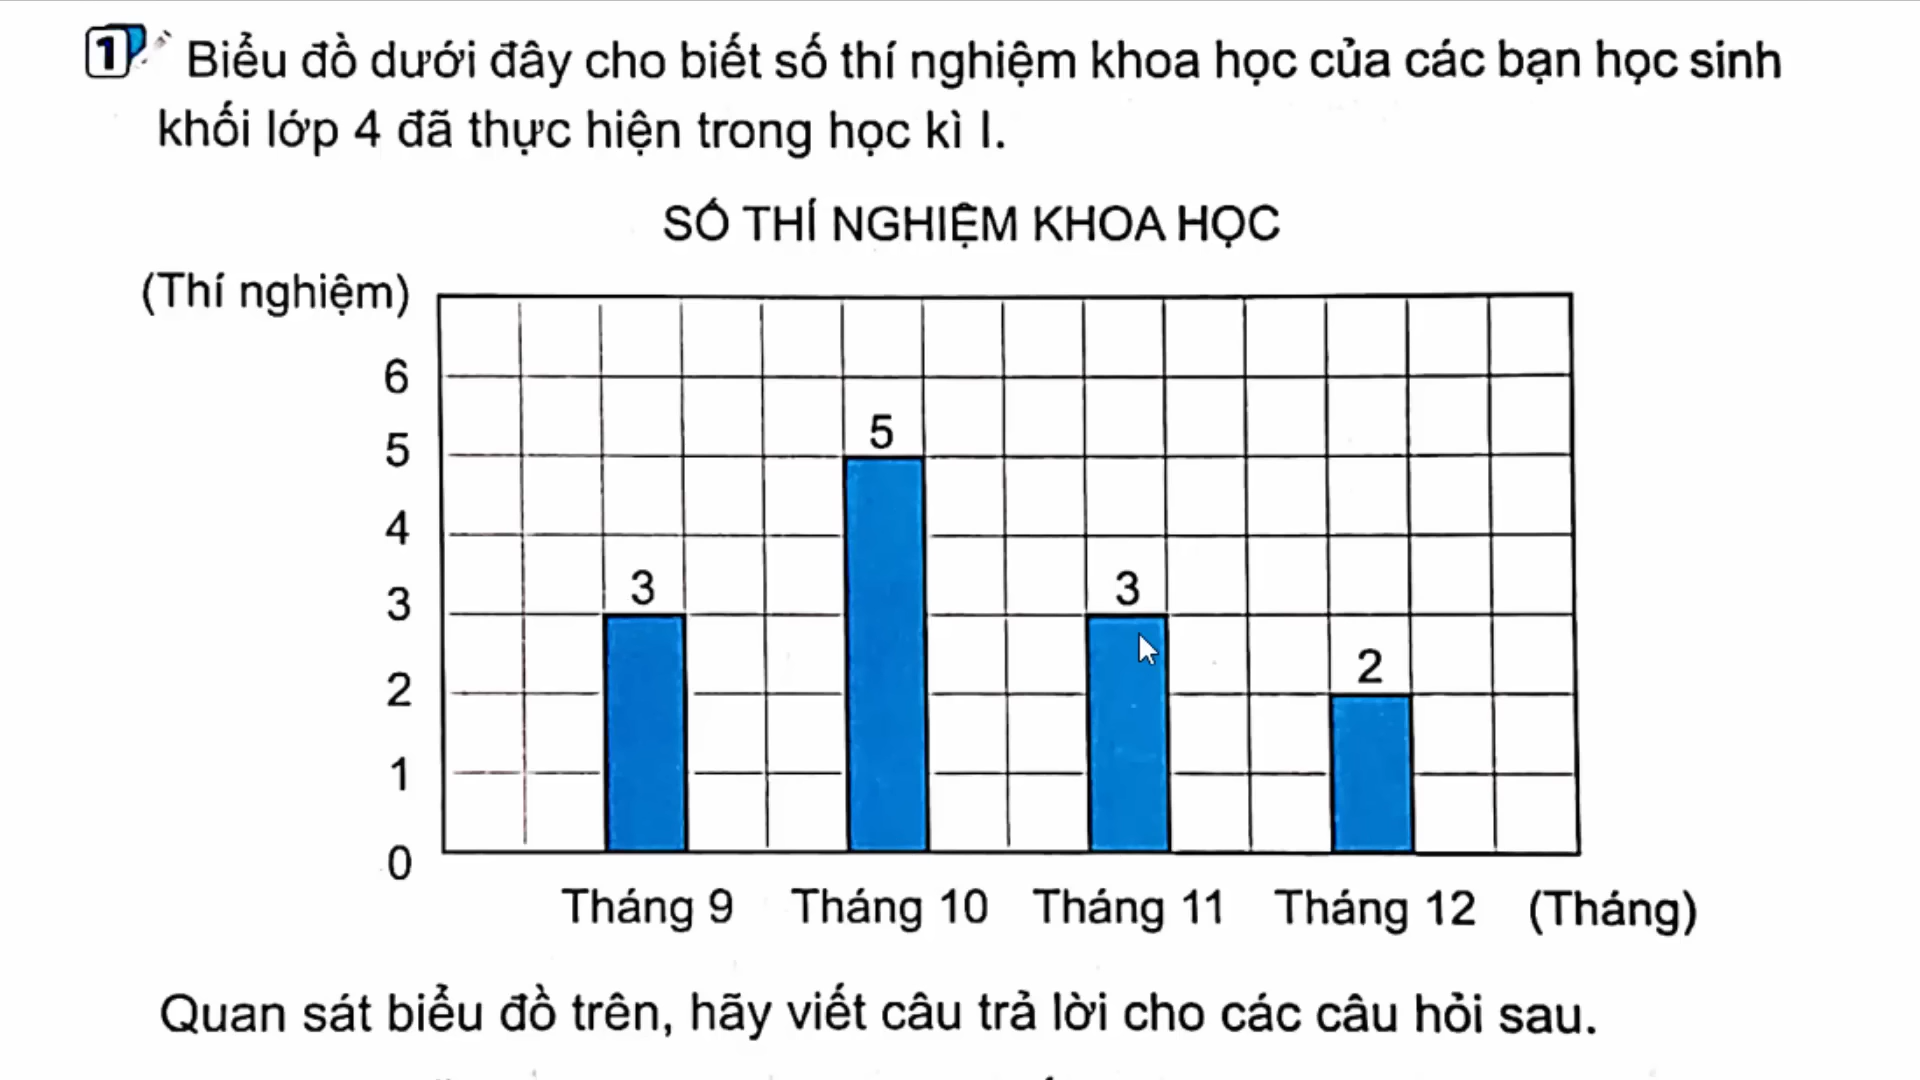 1 Biểu đồ dưới đây cho biết số thí nghiệm khoa học của các bạn học sinh
khối lớp 4 đã thực hiện trong học kì I.
SỐ THÍ NGHIỆM KHOA HỌC
(Thí nghiệm)
6
5
5
4
3
3
3
2
2
1
0
Tháng 9 Tháng 10 Tháng 11 Tháng 12 (Tháng)
Quan sát biểu đồ trên, hãy viết câu trả lời cho các câu hỏi sau.